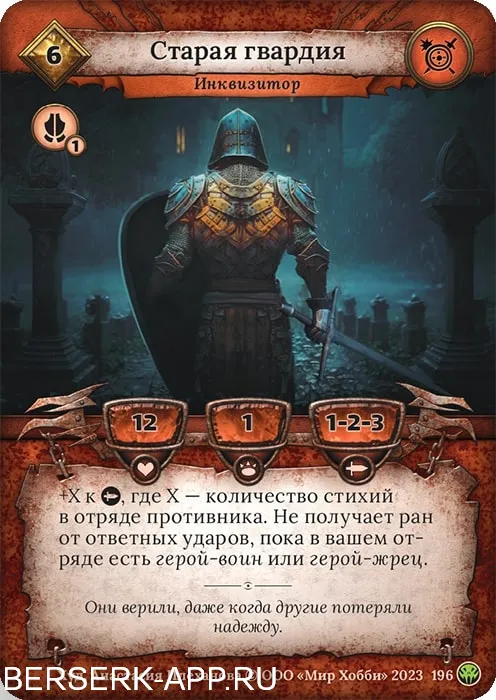 6
Старая гвардия
Инквизитор
1
12
1
1-2-3
+X к , где X — количество стихий
в отряде противника. Не получает ран
от ответных ударов, пока в вашем от-
ряде есть герой-воин или герой-жрец.
Они верили, даже когда другие потеряли
надежду.
© ООО «Мир Хобби» 2023 196
BERSERK-APP.RU